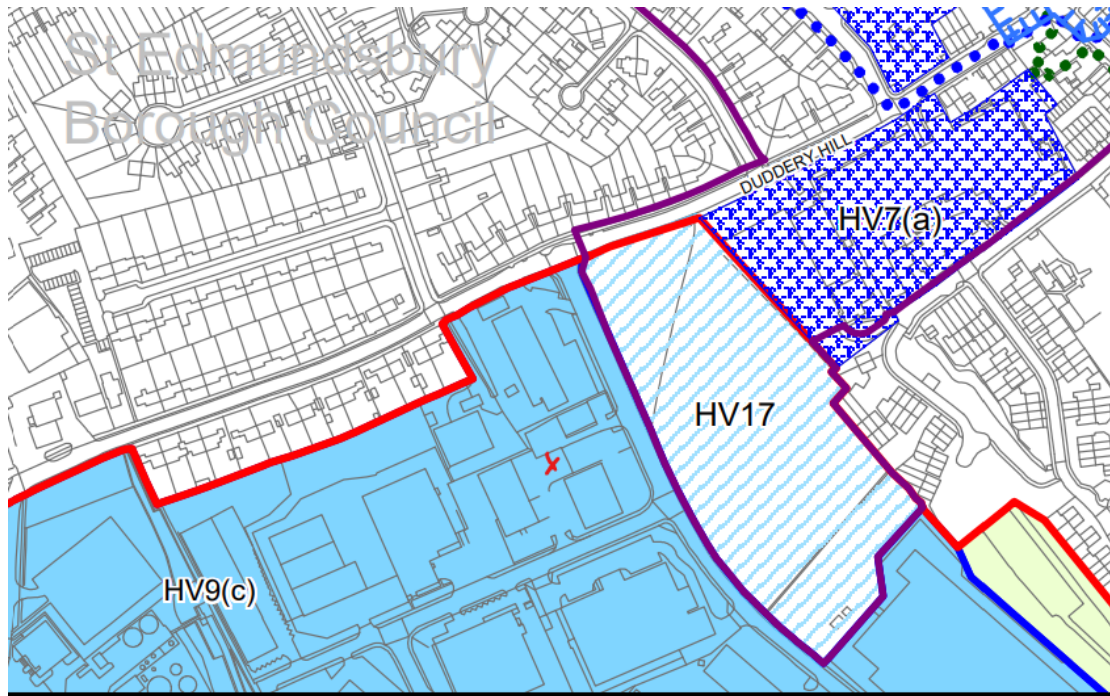 St Edmundsbury
Borough Council
DUDDERY HILL
HV7(a)
HV17
HV9(c)